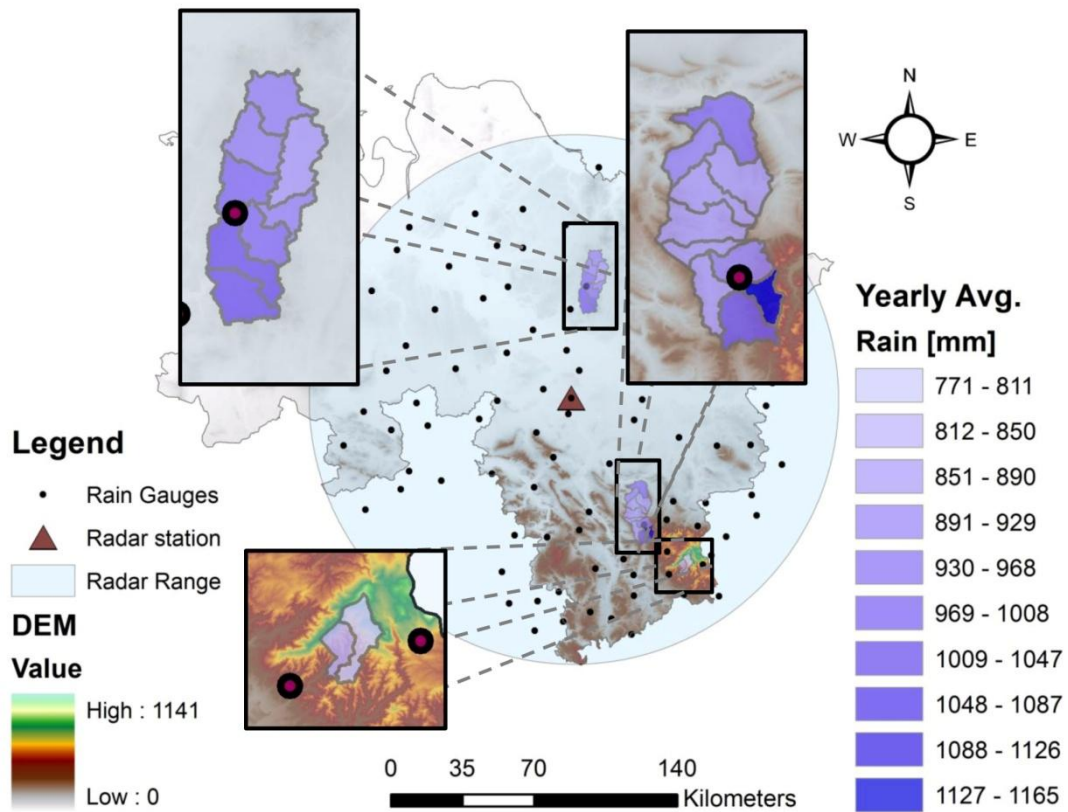 N
W E
S
Legend
Rain Gauges
Radar station
Radar Range
DEM
Value
High : 1141
Low : 0
0 35 70 140
Kilometers
Yearly Avg.
Rain [mm]
771 - 811
812 - 850
851 - 890
891 - 929
930 - 968
969 - 1008
1009 - 1047
1048 - 1087
1088 - 1126
1127 - 1165